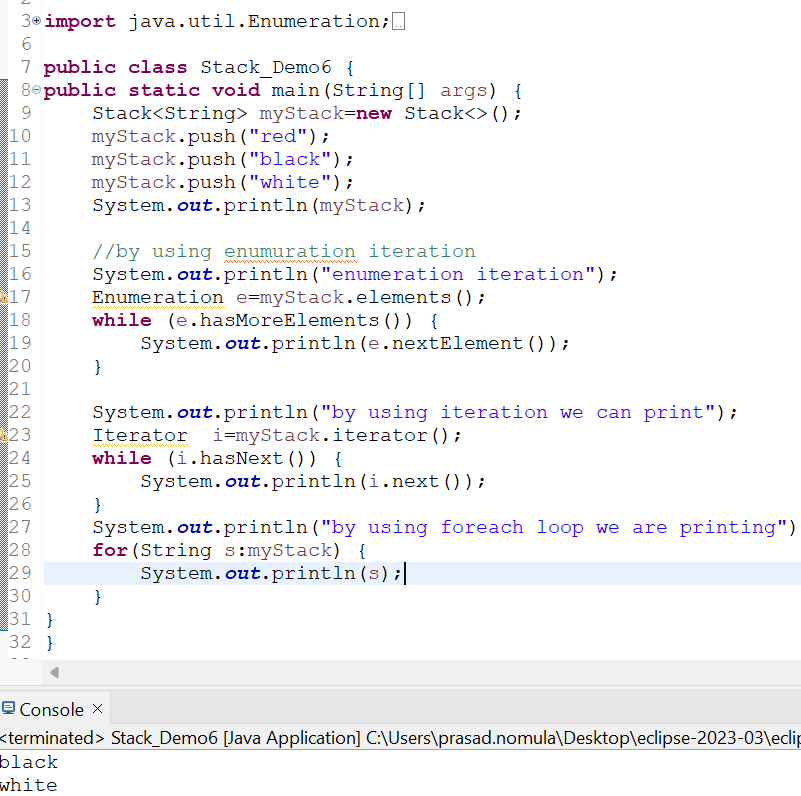 3 import java.util.Enumeration;
6
7 public class Stack_Demo6 {
8 public static void main(String[] args) {
9     Stack<String> myStack=new Stack<>();
10     myStack.push("red");
11     myStack.push("black");
12     myStack.push("white");
13     System.out.println(myStack);
14
15     //by using enumuration iteration
16     System.out.println("enumeration iteration");
17     Enumeration e=myStack.elements();
18     while (e.hasMoreElements()) {
19         System.out.println(e.nextElement());
20     }
21
22     System.out.println("by using iteration we can print");
23     Iterator  i=myStack.iterator();
24     while (i.hasNext()) {
25         System.out.println(i.next());
26     }
27     System.out.println("by using foreach loop we are printing")
28     for(String s:myStack) {
29         System.out.println(s);
30     }
31 }
32 }
Console
<terminated> Stack_Demo6 [Java Application] C:\Users\prasad.nomula\Desktop\eclipse-2023-03\eclip
black
white